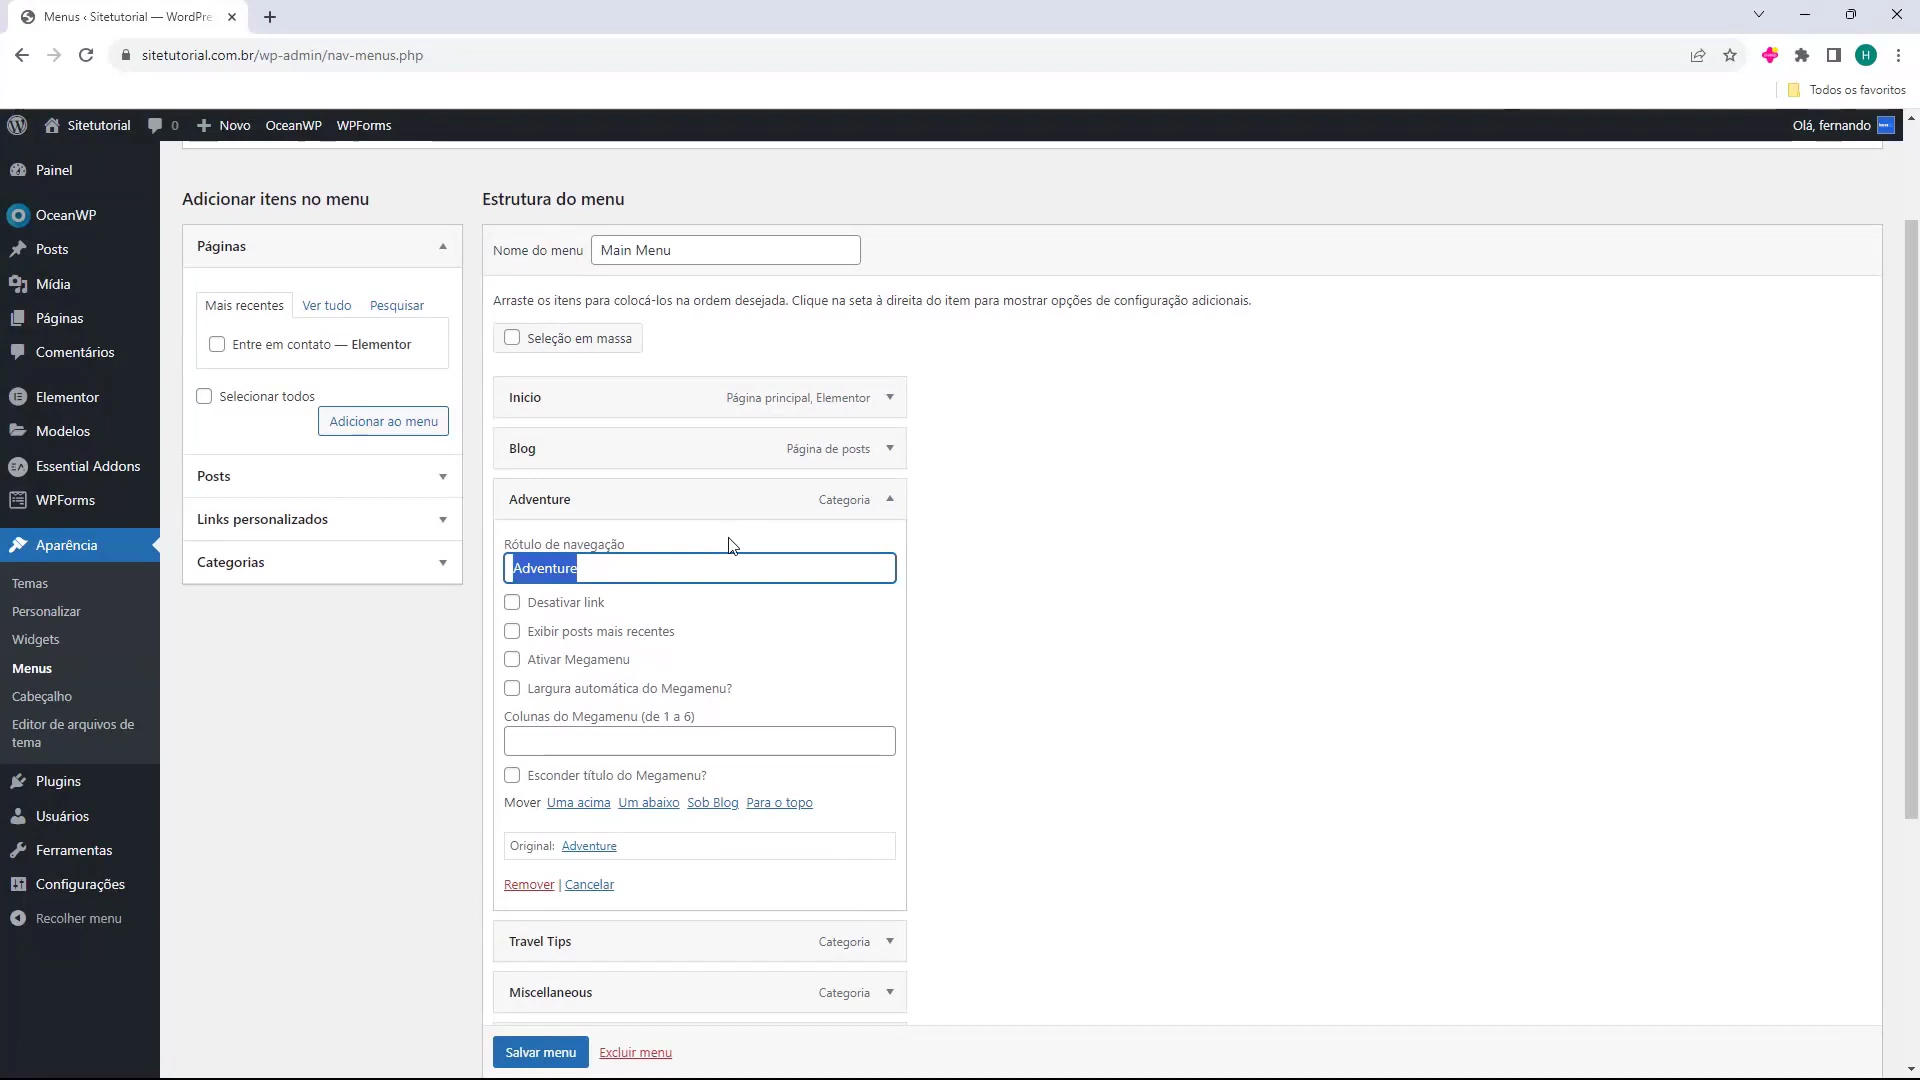 Menus ‹ Sitetutorial — WordPre
sitetutorial.com.br/wp-admin/nav-menus.php
H
Todos os favoritos
Sitetutorial
0
Novo
OceanWP
WPForms
Olá, fernando
Painel
OceanWP
Posts
Mídia
Páginas
Comentários
Elementor
Modelos
Essential Addons
WPForms
Aparência
Temas
Personalizar
Widgets
Menus
Cabeçalho
Editor de arquivos de
tema
Plugins
Usuários
Ferramentas
Configurações
Recolher menu
Adicionar itens no menu
Páginas
Mais recentes
Ver tudo
Pesquisar
Entre em contato — Elementor
Selecionar todos
Adicionar ao menu
Posts
Links personalizados
Categorias
Estrutura do menu
Nome do menu
Main Menu
Arraste os itens para colocá-los na ordem desejada. Clique na seta à direita do item para mostrar opções de configuração adicionais.
Seleção em massa
Inicio
Página principal, Elementor
Blog
Página de posts
Adventure
Categoria
Rótulo de navegação
Adventure
Desativar link
Exibir posts mais recentes
Ativar Megamenu
Largura automática do Megamenu?
Colunas do Megamenu (de 1 a 6)
Esconder título do Megamenu?
Mover Uma acima Um abaixo Sob Blog Para o topo
Original: Adventure
Remover | Cancelar
Travel Tips
Categoria
Miscellaneous
Categoria
Salvar menu
Excluir menu